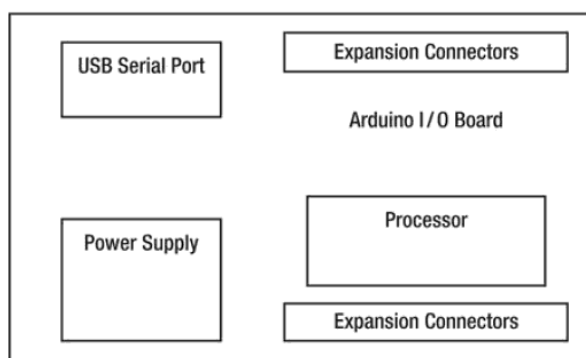 USB Serial Port
Expansion Connectors
Arduino I/O Board
Power Supply
Processor
Expansion Connectors